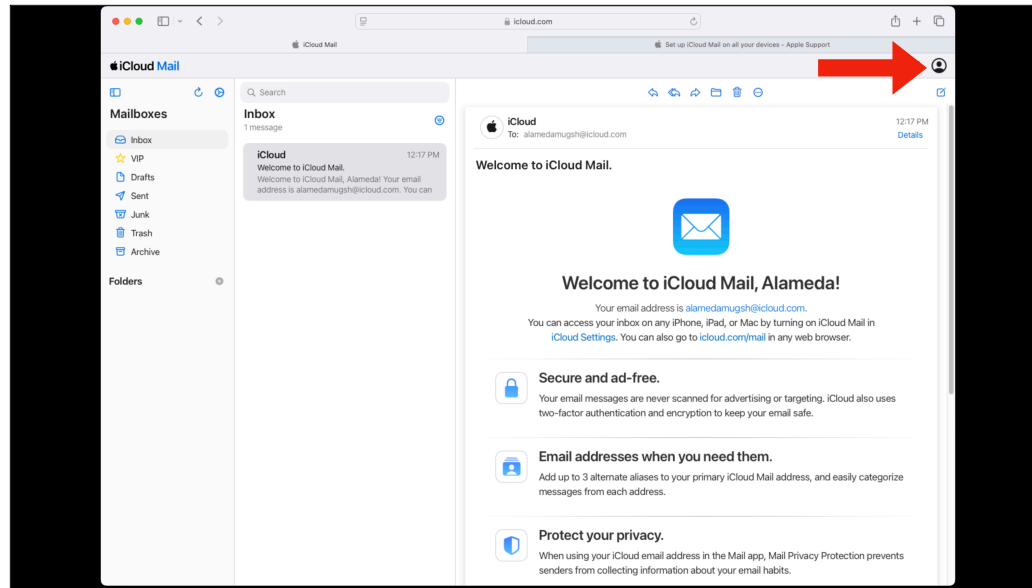 icloud.com
iCloud Mail
Set up iCloud Mail on all your devices - Apple Support
iCloud Mail
Mailboxes
Inbox
VIP
Drafts
Sent
Junk
Trash
Archive
Folders
Search
Inbox
1 message
iCloud 12:17 PM
Welcome to iCloud Mail.
Welcome to iCloud Mail, Alameda! Your email
address is alamedamugsh@icloud.com. You can
iCloud 12:17 PM
To: alamedamugsh@icloud.com Details
Welcome to iCloud Mail.
Welcome to iCloud Mail, Alameda!
Your email address is alamedamugsh@icloud.com.
You can access your inbox on any iPhone, iPad, or Mac by turning on iCloud Mail in
iCloud Settings. You can also go to icloud.com/mail in any web browser.
Secure and ad-free.
Your email messages are never scanned for advertising or targeting. iCloud also uses
two-factor authentication and encryption to keep your email safe.
Email addresses when you need them.
Add up to 3 alternate aliases to your primary iCloud Mail address, and easily categorize
messages from each address.
Protect your privacy.
When using your iCloud email address in the Mail app, Mail Privacy Protection prevents
senders from collecting information about your email habits.